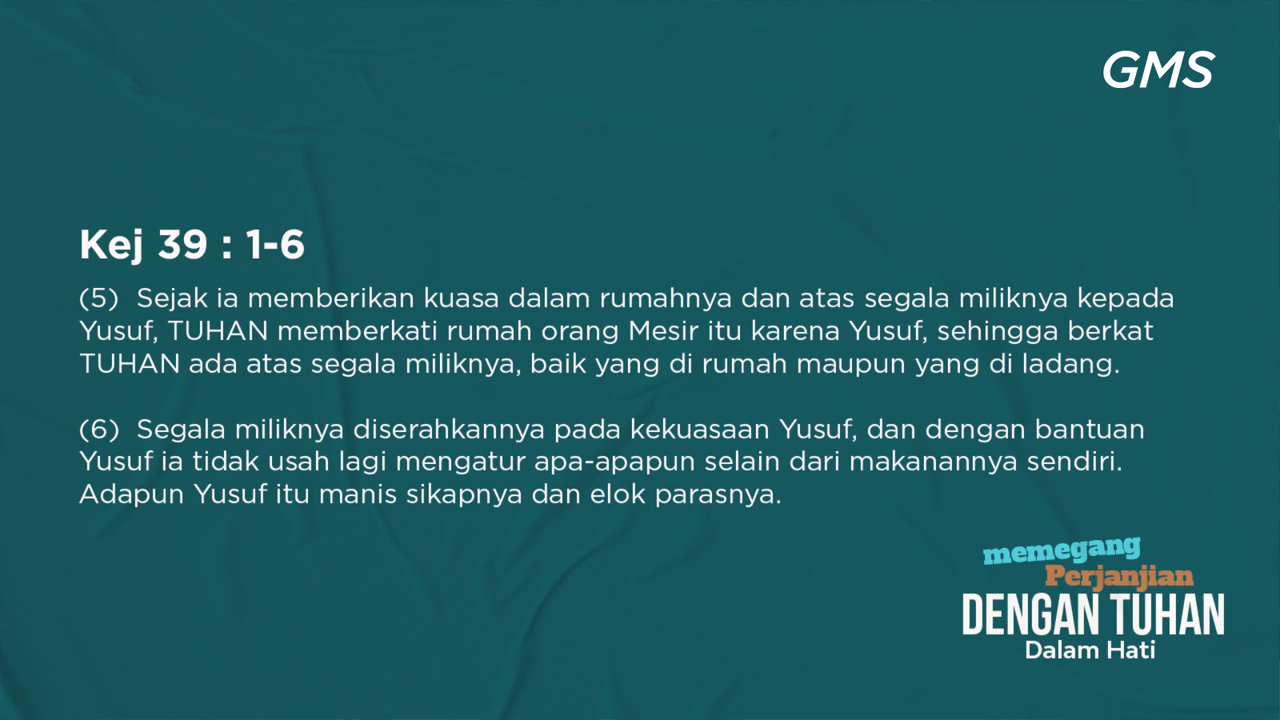 GMS
Kej 39 : 1-6
(5)  Sejak ia memberikan kuasa dalam rumahnya dan atas segala miliknya kepada
Yusuf, TUHAN memberkati rumah orang Mesir itu karena Yusuf, sehingga berkat
TUHAN ada atas segala miliknya, baik yang di rumah maupun yang di ladang.
(6)  Segala miliknya diserahkannya pada kekuasaan Yusuf, dan dengan bantuan
Yusuf ia tidak usah lagi mengatur apa-apapun selain dari makanannya sendiri.
Adapun Yusuf itu manis sikapnya dan elok parasnya.
memegang
Perjanjian
DENGAN TUHAN
Dalam Hati